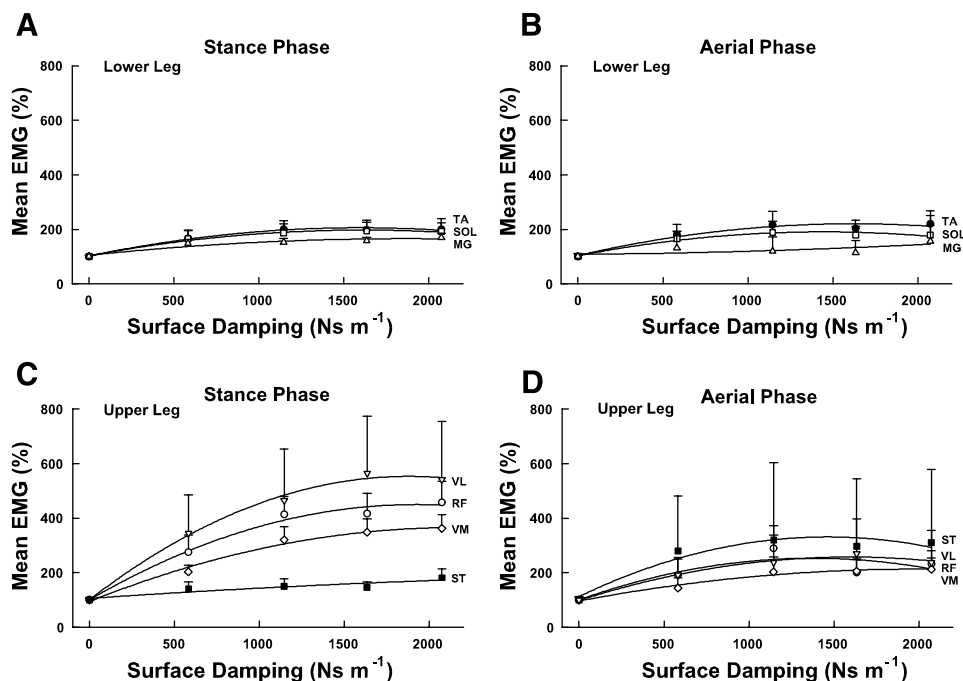 A
Stance Phase
Lower Leg
Mean EMG (%)
800
600
400
200
0
TA
SOL
MG
0 500 1000 1500 2000
Surface Damping (Ns m⁻¹)
B
Aerial Phase
Lower Leg
Mean EMG (%)
800
600
400
200
0
TA
SOL
MG
0 500 1000 1500 2000
Surface Damping (Ns m⁻¹)
C
Stance Phase
Upper Leg
Mean EMG (%)
800
600
400
200
0
VL
RF
VM
ST
0 500 1000 1500 2000
Surface Damping (Ns m⁻¹)
D
Aerial Phase
Upper Leg
Mean EMG (%)
800
600
400
200
0
ST
VL
RF
VM
0 500 1000 1500 2000
Surface Damping (Ns m⁻¹)